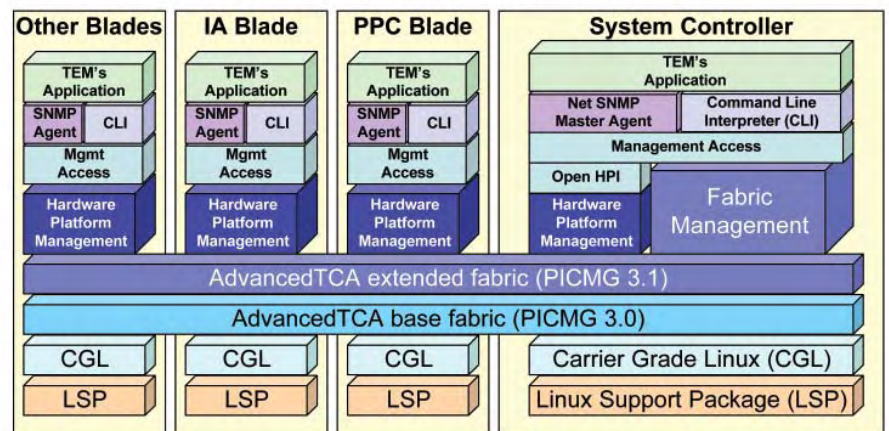 Other Blades
TEM's
Application
SNMP
Agent
CLI
Mgmt
Access
Hardware
Platform
Management
IA Blade
TEM's
Application
SNMP
Agent
CLI
Mgmt
Access
Hardware
Platform
Management
PPC Blade
TEM's
Application
SNMP
Agent
CLI
Mgmt
Access
Hardware
Platform
Management
System Controller
TEM's
Application
Net SNMP
Master Agent
Command Line
Interpreter (CLI)
Management Access
Open HPI
Hardware
Platform
Management
Fabric
Management
AdvancedTCA extended fabric (PICMG 3.1)
AdvancedTCA base fabric (PICMG 3.0)
CGL
CGL
CGL
Carrier Grade Linux (CGL)
LSP
LSP
LSP
Linux Support Package (LSP)